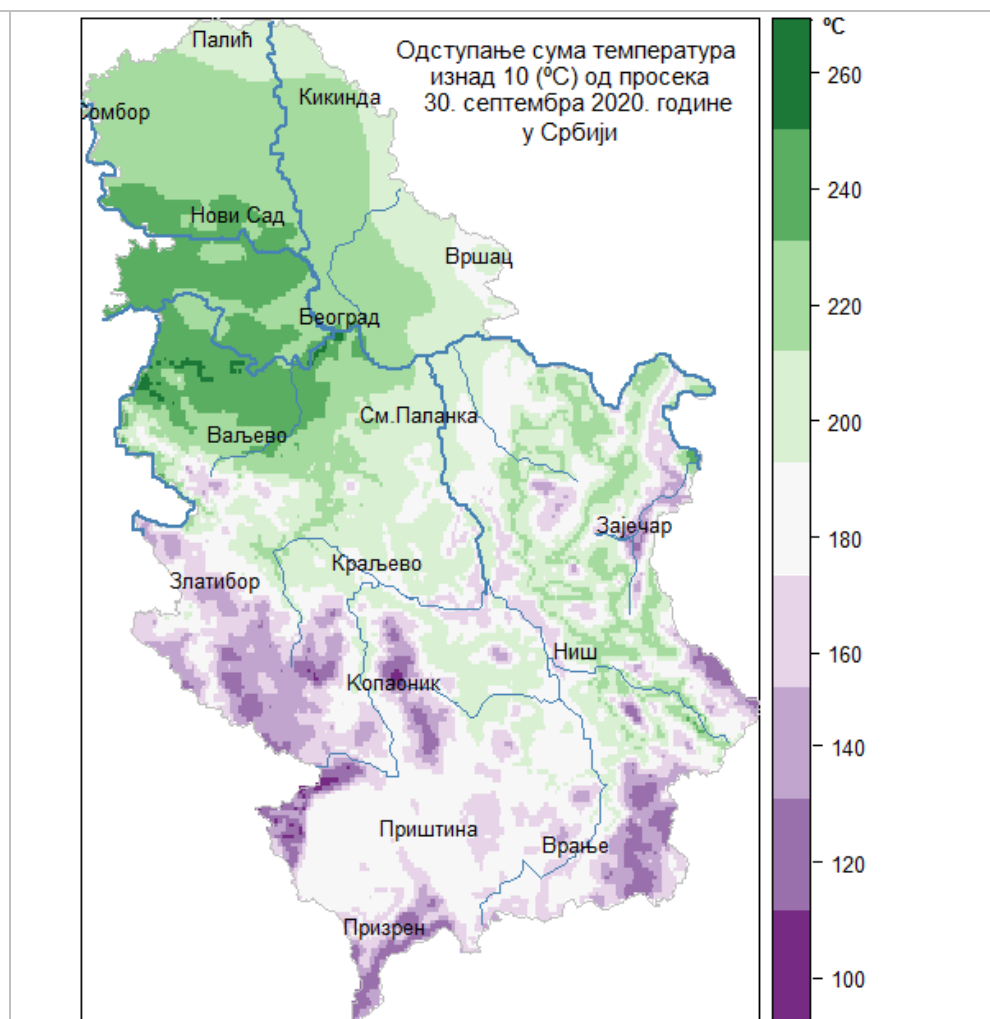 ºC
Палић
Одступање сума температура
изнад 10 (ºС) од просека
30. септембра 2020. године
у Србији
260
Кикинда
Сомбор
240
Нови Сад
Вршац
220
Београд
См.Паланка
200
Ваљево
Зајечар
180
Краљево
Златибор
Ниш
160
Копаоник
140
Приштина
Врање
120
Призрен
100